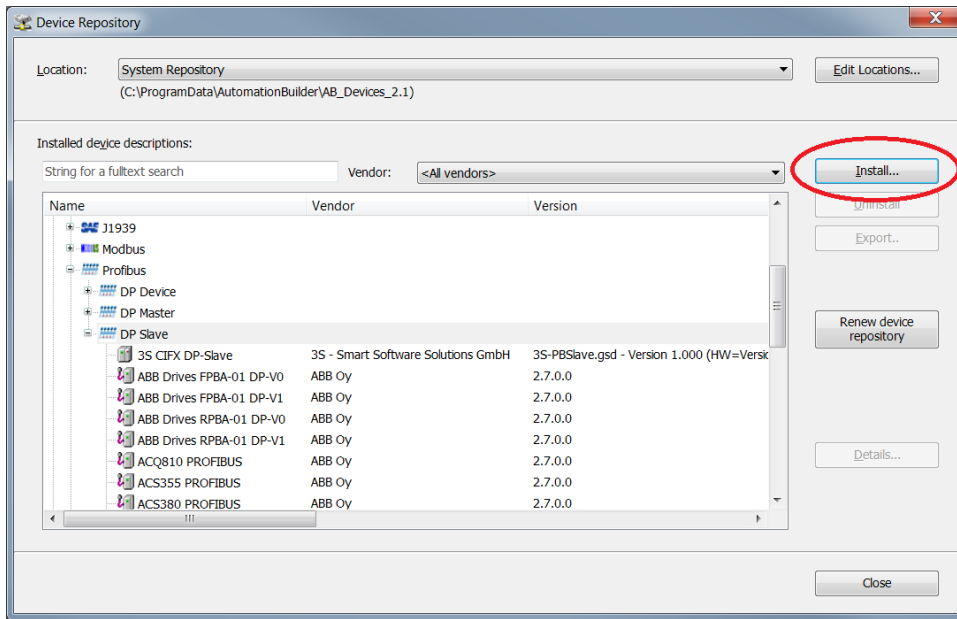 Device Repository
X
Location: System Repository Edit Locations...
(C:\ProgramData\AutomationBuilder\AB_Devices_2.1)
Installed device descriptions:
String for a fulltext search Vendor: <All vendors> Install...
Name Vendor Version Uninstall
SAE J1939
Modbus Export..
Profibus
DP Device
DP Master Renew device
DP Slave repository
3S CIFX DP-Slave 3S - Smart Software Solutions GmbH 3S-PBSlave.gsd - Version 1.000 (HW=Versic
ABB Drives FPBA-01 DP-V0 ABB Oy 2.7.0.0
ABB Drives FPBA-01 DP-V1 ABB Oy 2.7.0.0
ABB Drives RPBA-01 DP-V0 ABB Oy 2.7.0.0
ABB Drives RPBA-01 DP-V1 ABB Oy 2.7.0.0
ACQ810 PROFIBUS ABB Oy 2.7.0.0 Details...
ACS355 PROFIBUS ABB Oy 2.7.0.0
ACS380 PROFIBUS ABB Oy 2.7.0.0
Close